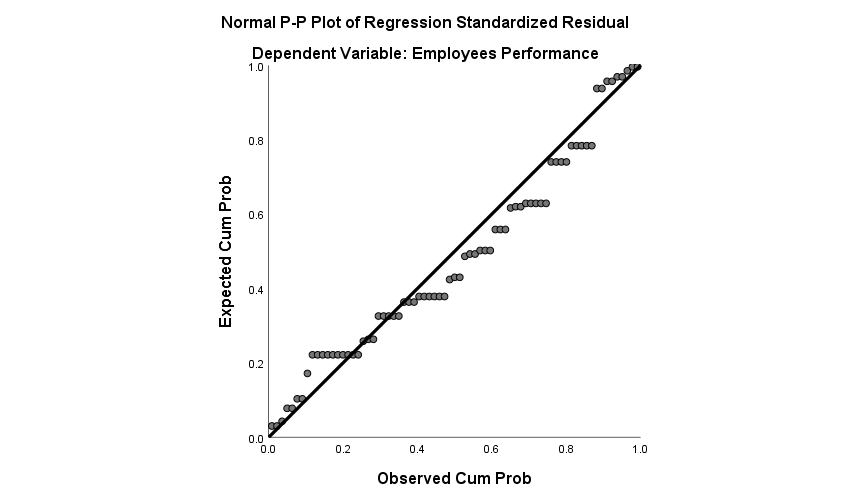 Normal P-P Plot of Regression Standardized Residual
Dependent Variable: Employees Performance
Expected Cum Prob
1.0
0.8
0.6
0.4
0.2
0.0
0.0 0.2 0.4 0.6 0.8 1.0
Observed Cum Prob